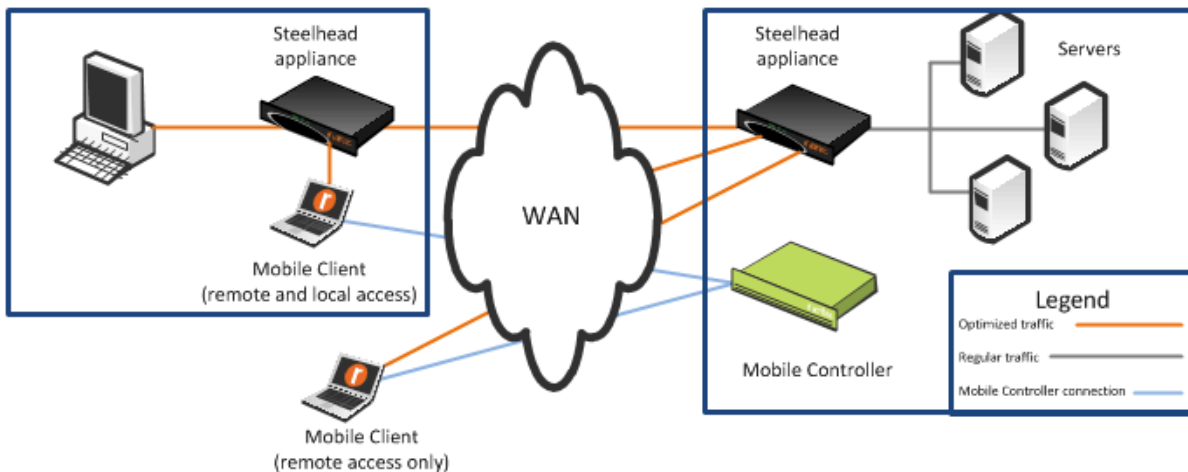 Steelhead
appliance
Mobile Client
(remote and local access)
WAN
Mobile Client
(remote access only)
Steelhead
appliance
Servers
Mobile Controller
Legend
Optimized traffic
Regular traffic
Mobile Controller connection
r
r